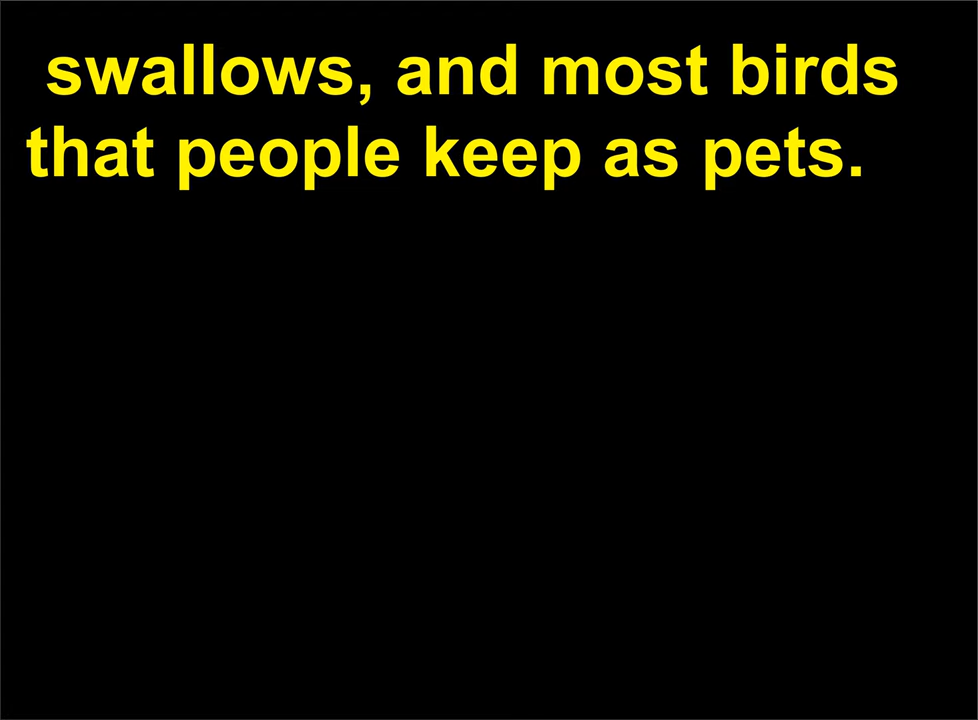 swallows, and most birds
that people keep as pets.